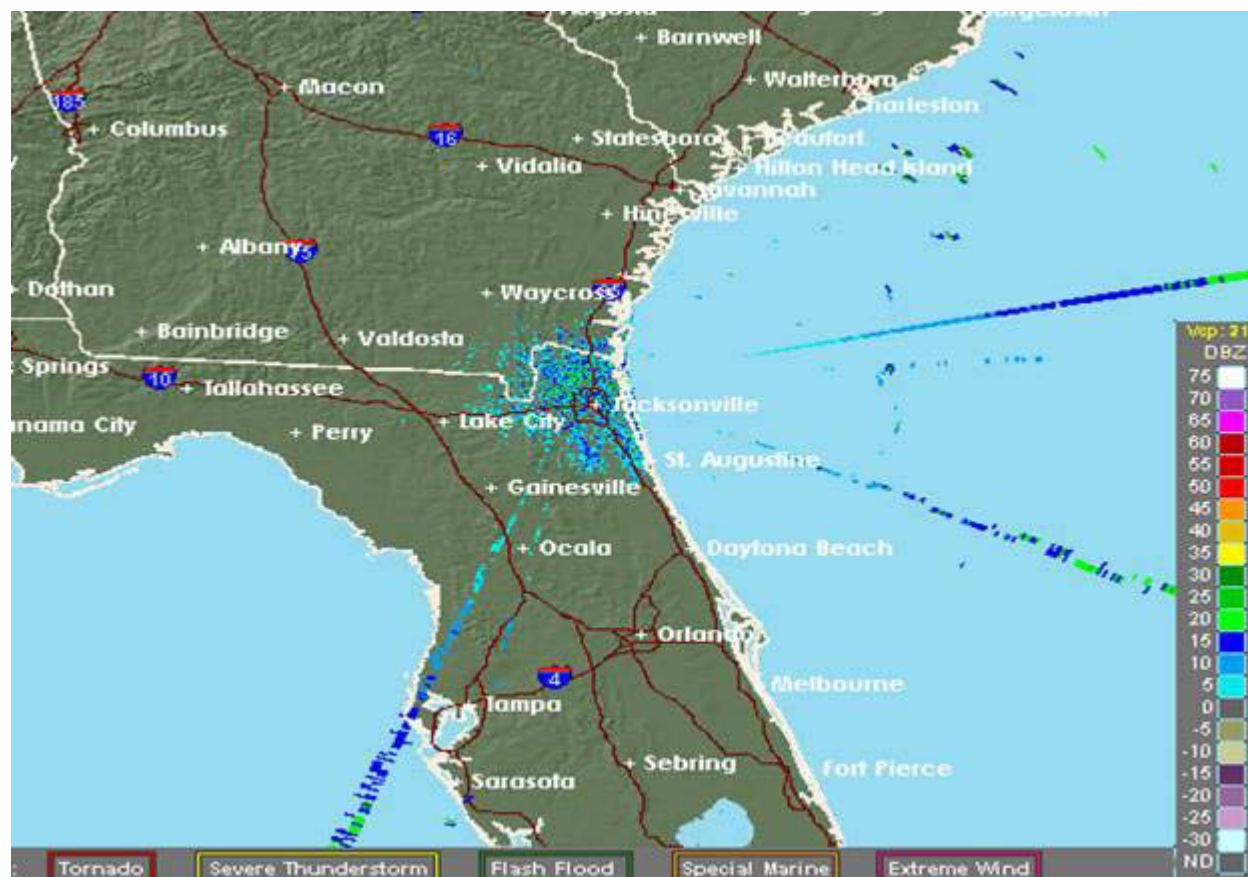 Barnwell
Macon
Walterboro
185
Charleston
Columbus
16
Statesboro
Beaufort
Vidalia
Hilton Head Island
Savannah
Hinesville
Albany
Dothan
Waycross
Bainbridge
Valdosta
Springs
10
Tallahassee
Jacksonville
Lake City
Perry
nama City
St. Augustine
Gainesville
Ocala
Daytona Beach
Orlando
4
Melbourne
Tampa
Sebring
Fort Pierce
Sarasota
Vcp: 21
DBZ
75
70
65
60
55
50
45
40
35
30
25
20
15
10
5
0
-5
-10
-15
-20
-25
-30
ND
Tornado
Severe Thunderstorm
Flash Flood
Special Marine
Extreme Wind